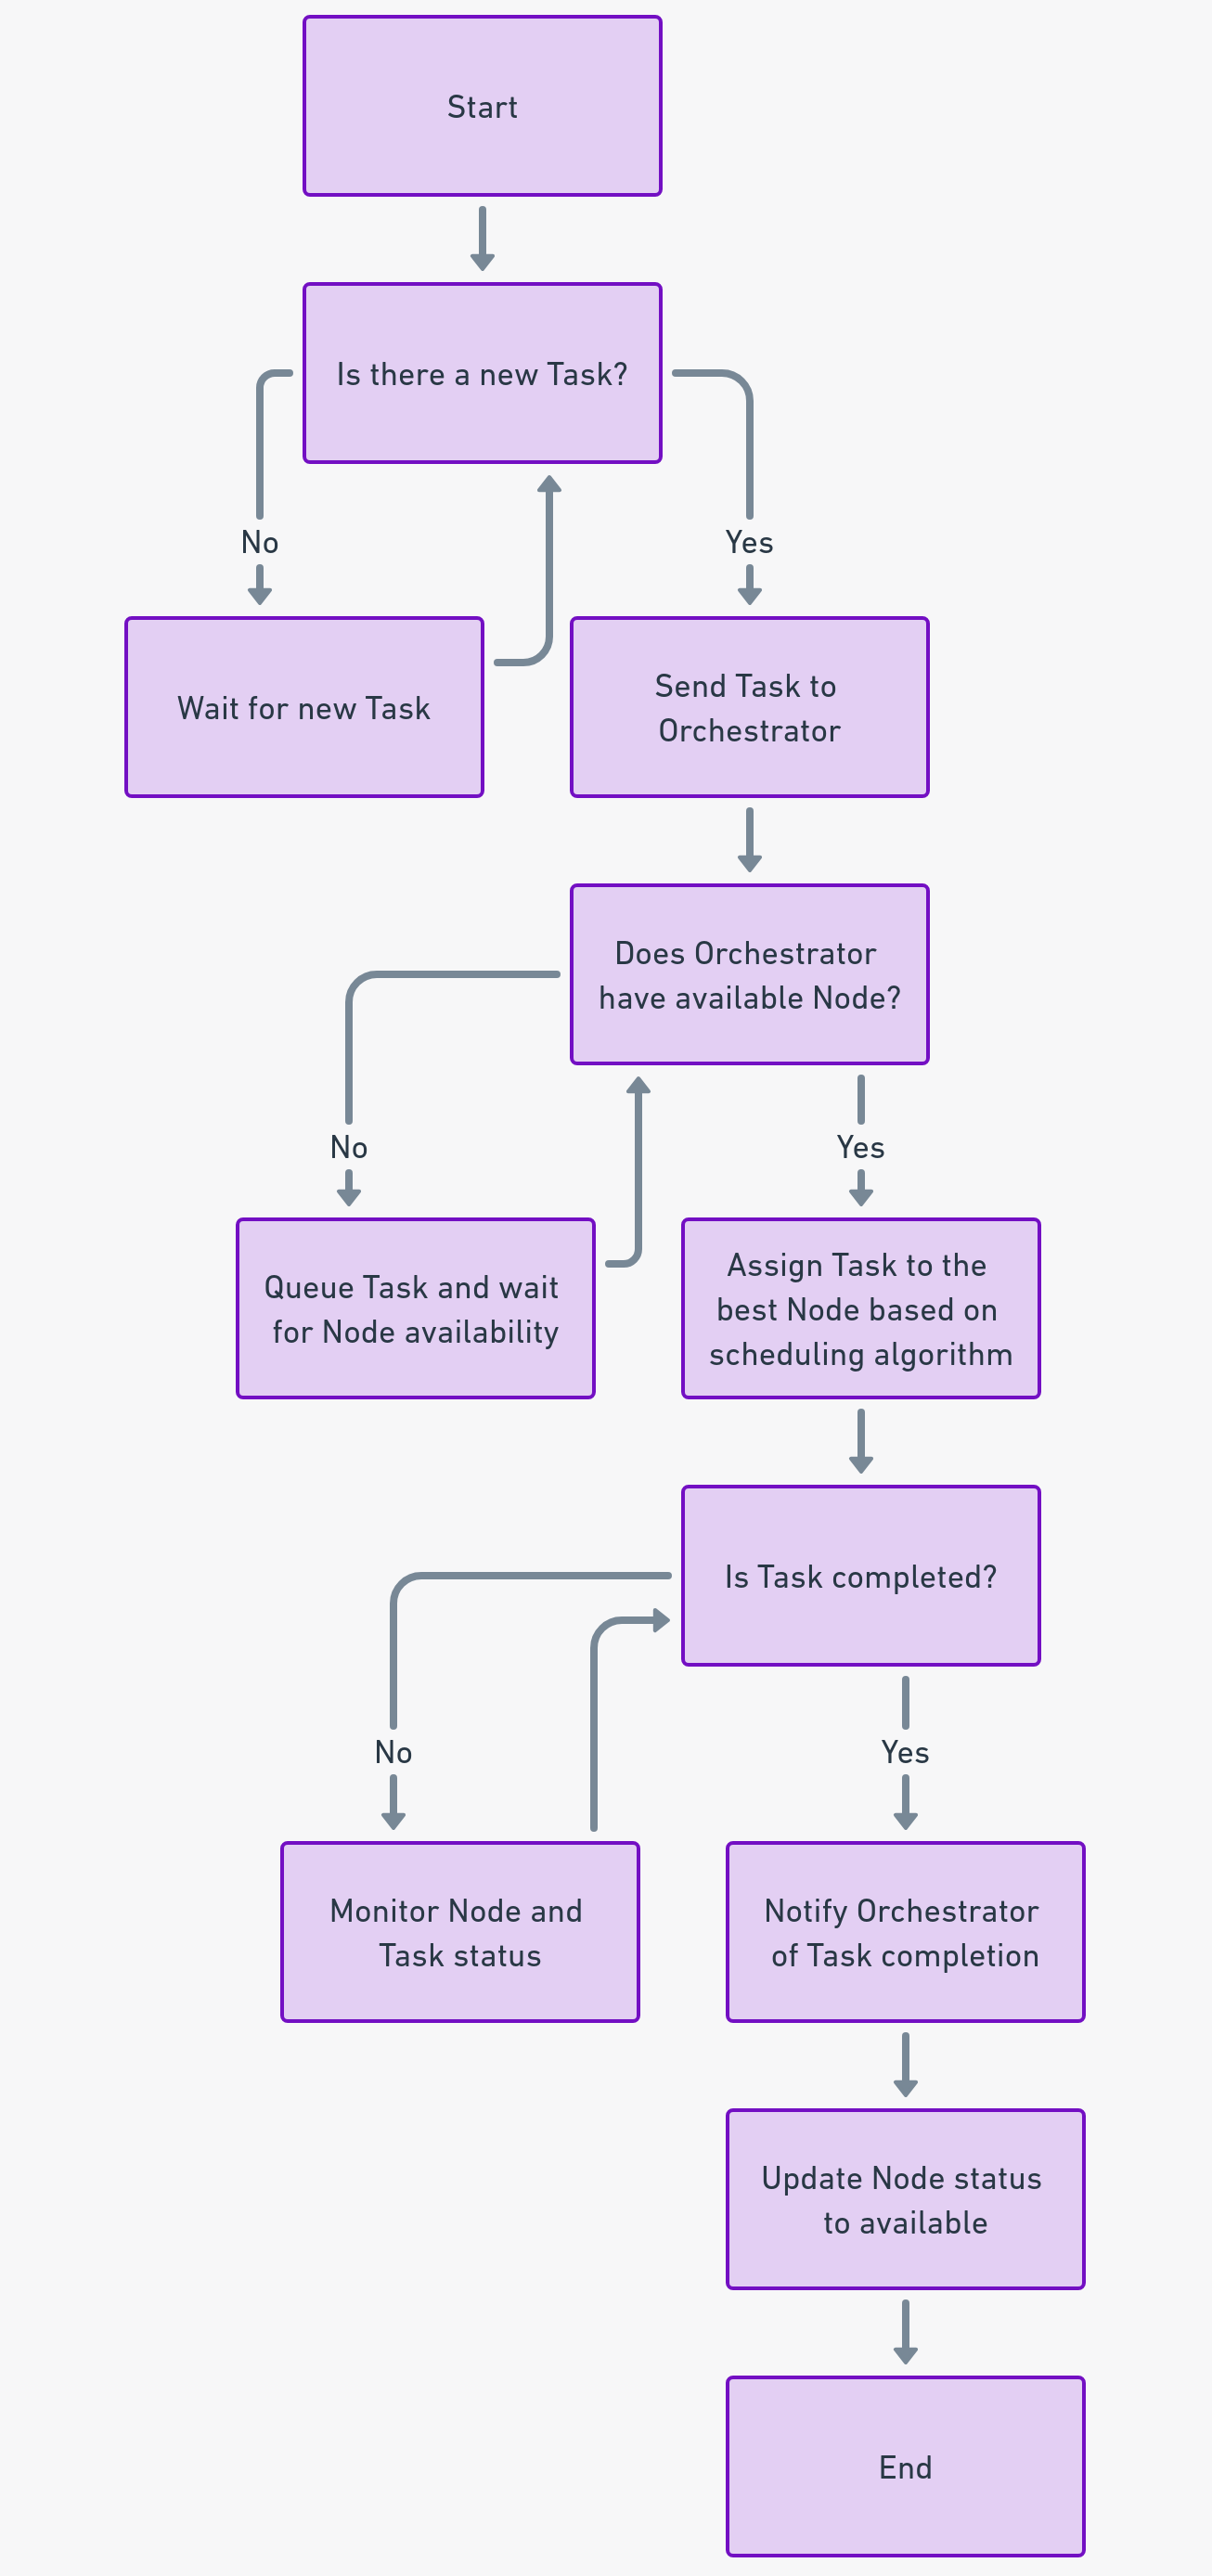 Start
Is there a new Task?
No
Yes
Wait for new Task
Send Task to
Orchestrator
Does Orchestrator
have available Node?
No
Yes
Queue Task and wait
for Node availability
Assign Task to the
best Node based on
scheduling algorithm
Is Task completed?
No
Yes
Monitor Node and
Task status
Notify Orchestrator
of Task completion
Update Node status
to available
End